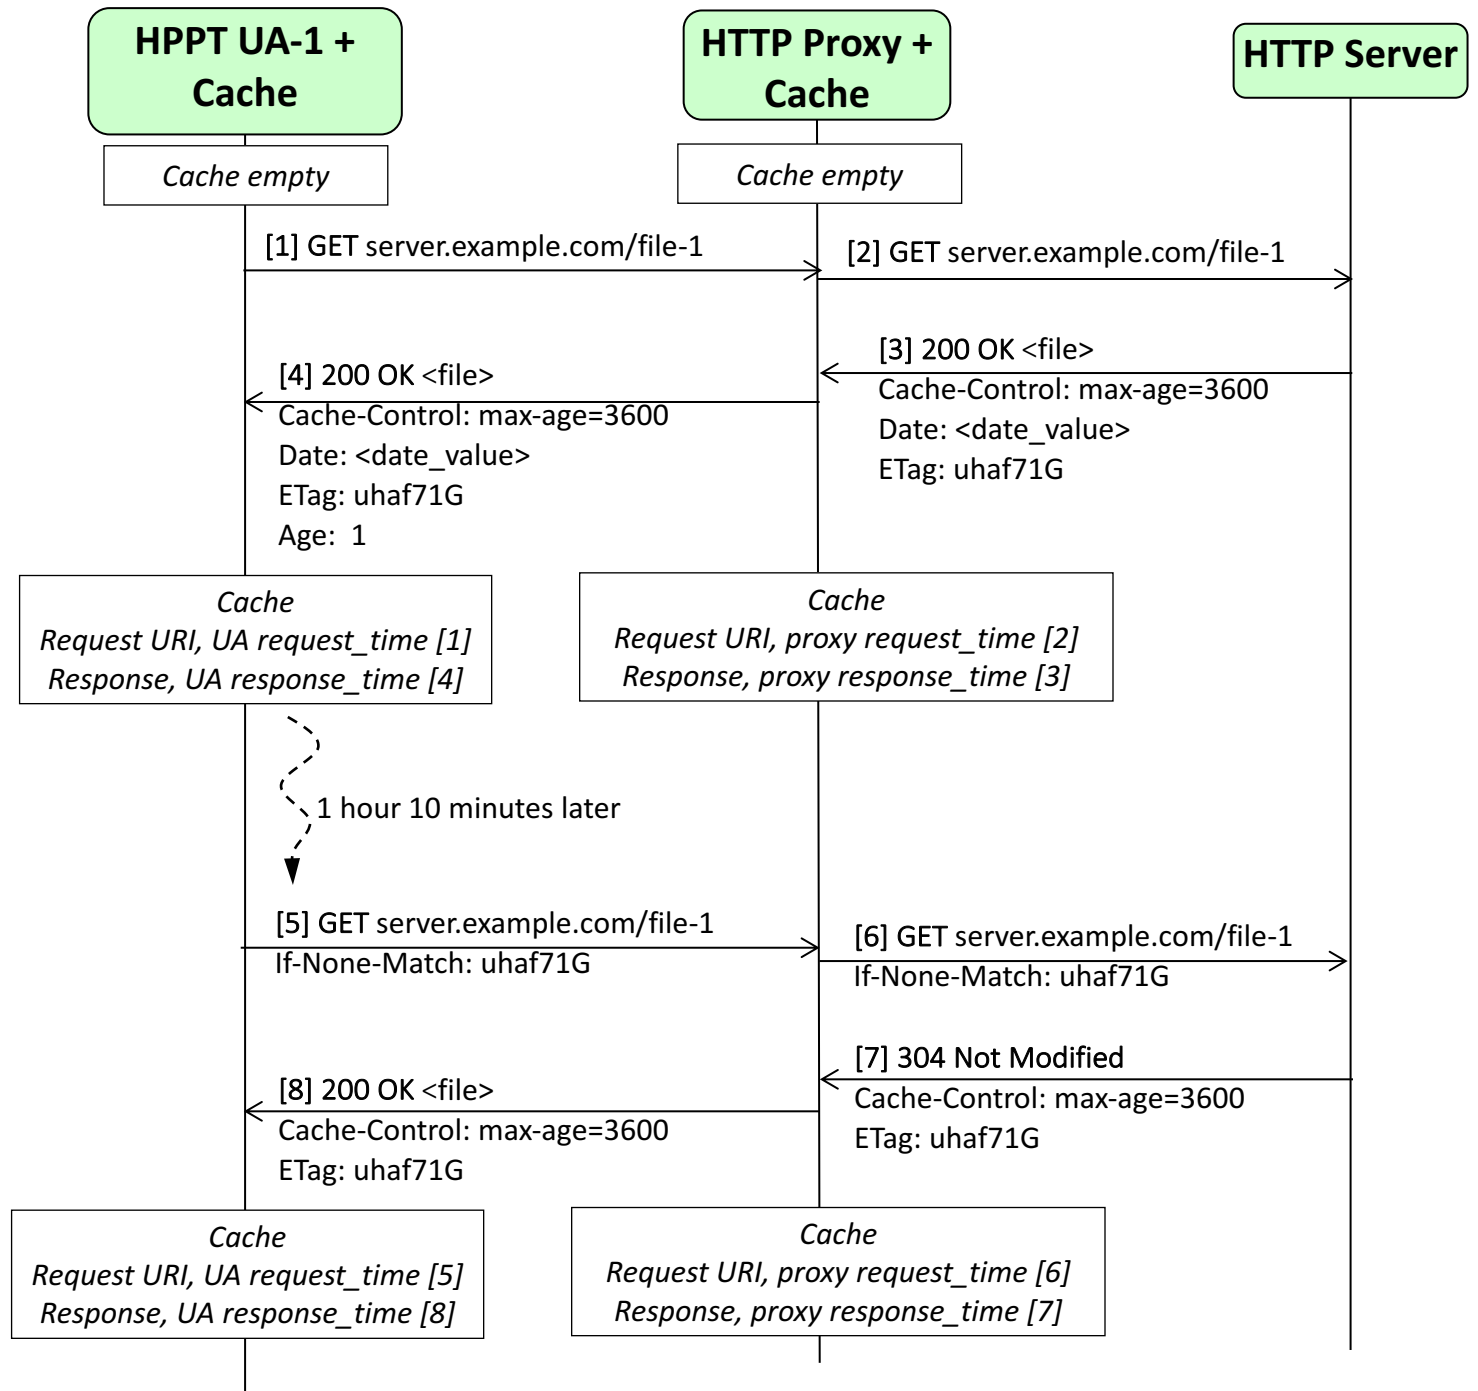 HPPT UA-1 +
Cache
HTTP Proxy +
Cache
HTTP Server
Cache empty
Cache empty
[1] GET server.example.com/file-1
[2] GET server.example.com/file-1
[3] 200 OK <file>
Cache-Control: max-age=3600
Date: <date_value>
ETag: uhaf71G
[4] 200 OK <file>
Cache-Control: max-age=3600
Date: <date_value>
ETag: uhaf71G
Age: 1
Cache
Request URI, UA request_time [1]
Response, UA response_time [4]
Cache
Request URI, proxy request_time [2]
Response, proxy response_time [3]
1 hour 10 minutes later
[5] GET server.example.com/file-1
If-None-Match: uhaf71G
[6] GET server.example.com/file-1
If-None-Match: uhaf71G
[7] 304 Not Modified
Cache-Control: max-age=3600
ETag: uhaf71G
[8] 200 OK <file>
Cache-Control: max-age=3600
ETag: uhaf71G
Cache
Request URI, UA request_time [5]
Response, UA response_time [8]
Cache
Request URI, proxy request_time [6]
Response, proxy response_time [7]